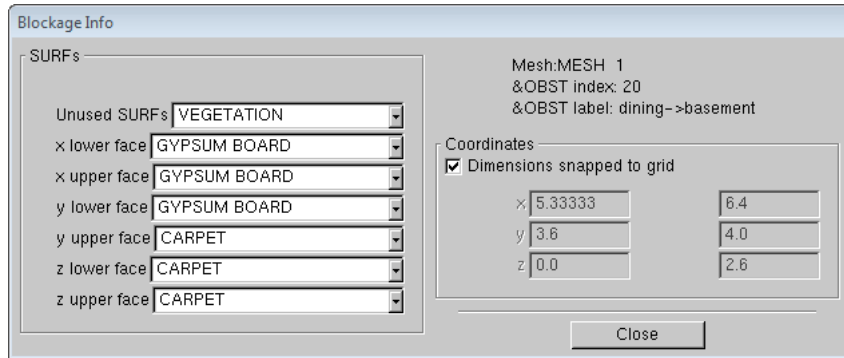 Blockage Info
SURFs
Unused SURFs VEGETATION
x lower face GYPSUM BOARD
x upper face GYPSUM BOARD
y lower face GYPSUM BOARD
y upper face CARPET
z lower face CARPET
z upper face CARPET
Mesh:MESH 1
&OBST index: 20
&OBST label: dining->basement
Coordinates
Dimensions snapped to grid
x 5.33333 6.4
y 3.6 4.0
z 0.0 2.6
Close